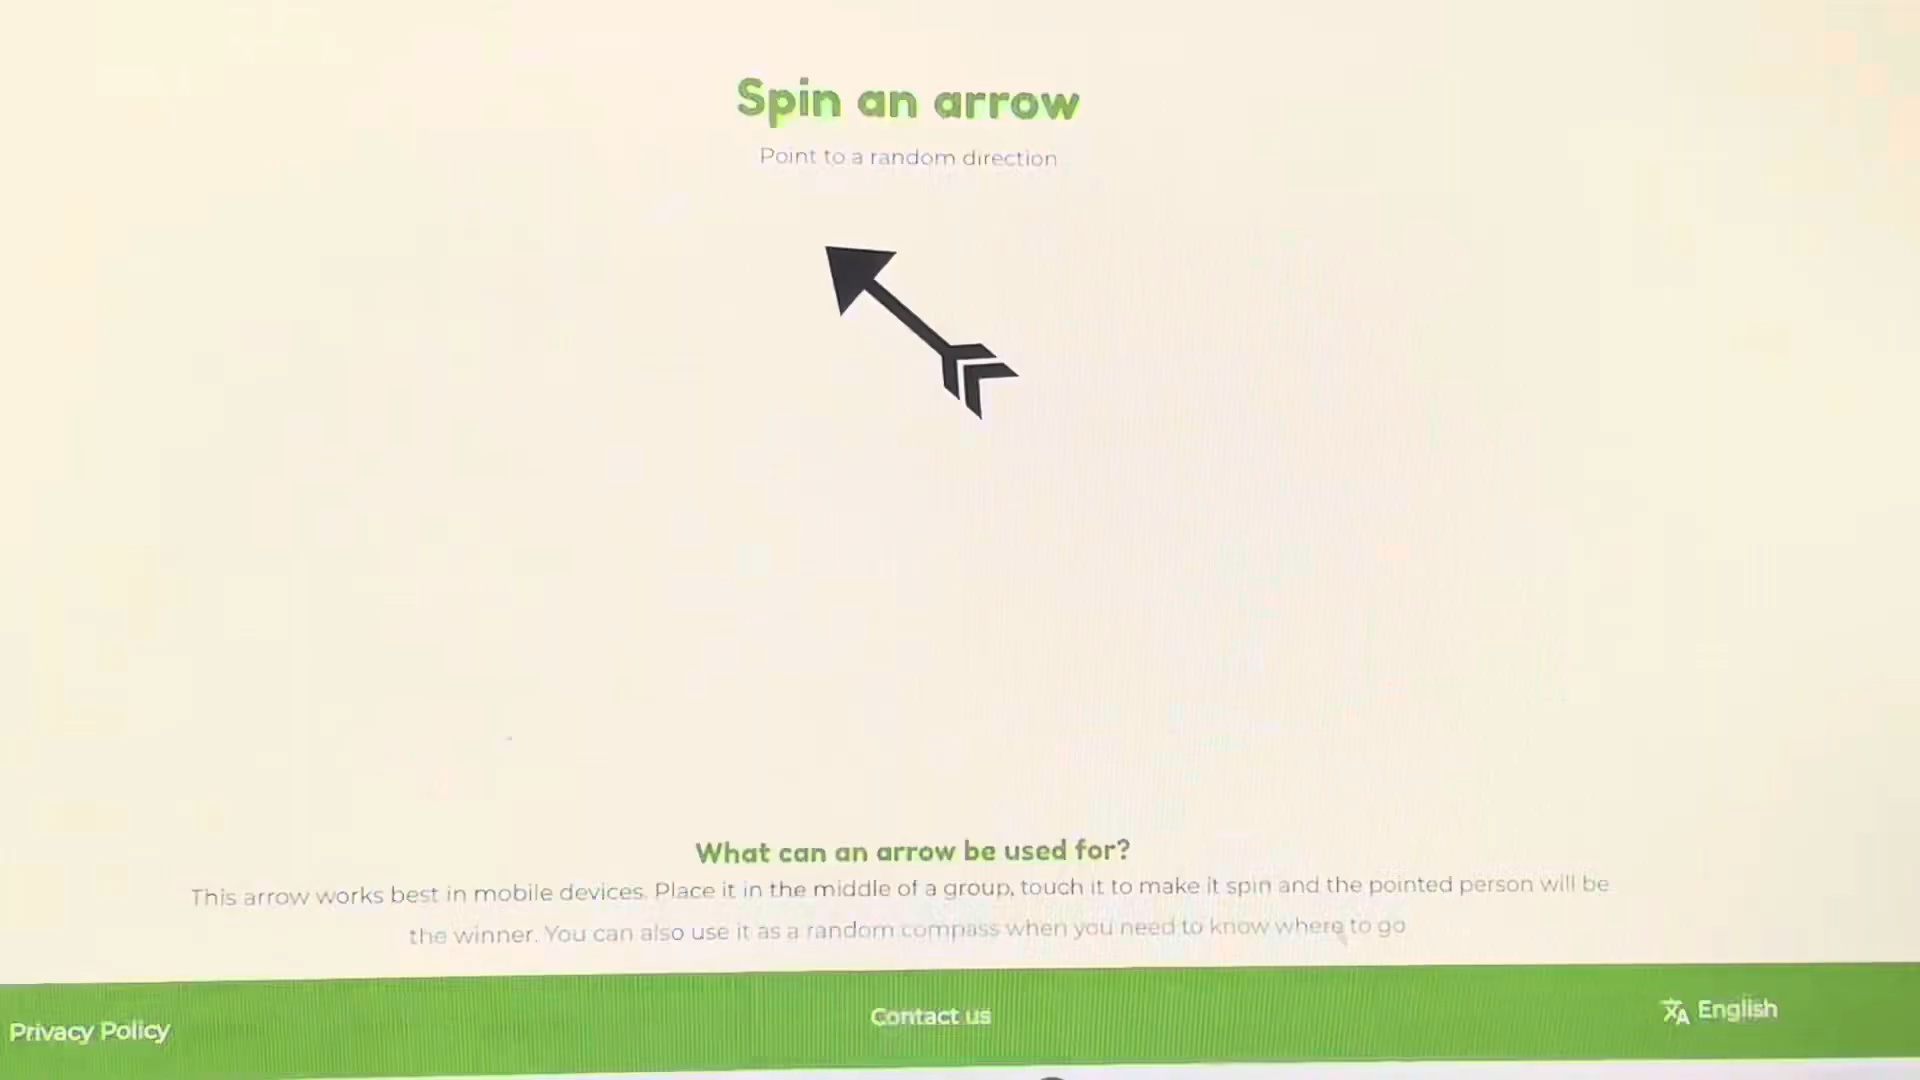 Spin an arrow
Point to a random direction
What can an arrow be used for?
This arrow works best in mobile devices. Place it in the middle of a group, touch it to make it spin and the pointed person will be
the winner. You can also use it as a random compass when you need to know where to go
Privacy Policy
Contact us
English